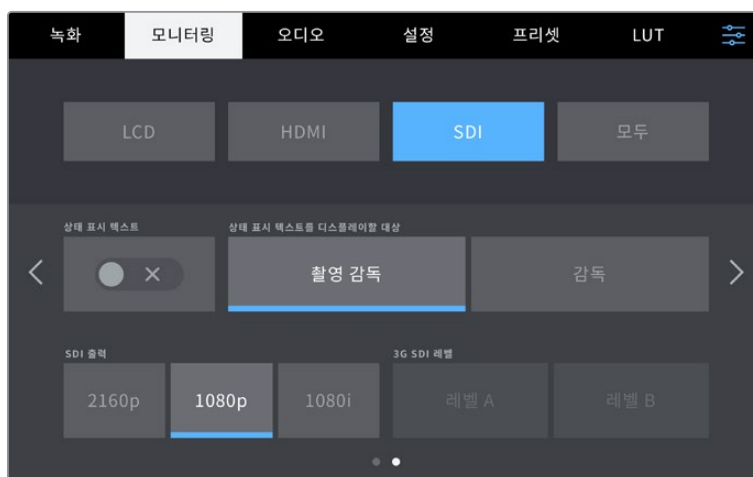 녹화 모니터링 오디오 설정 프리셋 LUT
LCD HDMI SDI 모두
상태 표시 텍스트 상태 표시 텍스트를 디스플레이할 대상
촬영 감독 감독
SDI 출력 3G SDI 레벨
2160p 1080p 1080i 레벨 A 레벨 B